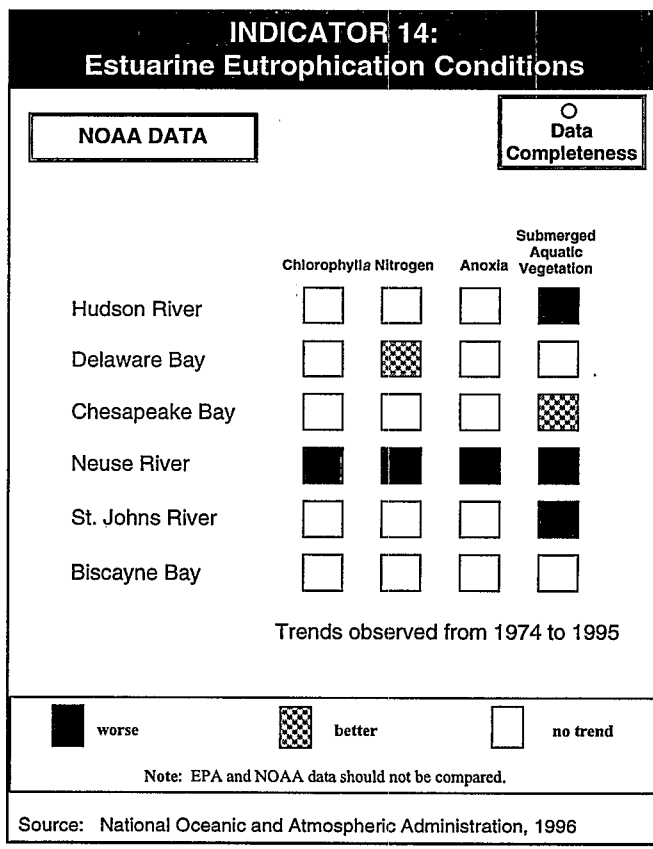 INDICATOR 14:
Estuarine Eutrophication Conditions
NOAA DATA
Data
Completeness
Chlorophylla Nitrogen Anoxia Submerged Aquatic Vegetation
Hudson River
Delaware Bay
Chesapeake Bay
Neuse River
St. Johns River
Biscayne Bay
Trends observed from 1974 to 1995
worse better no trend
Note: EPA and NOAA data should not be compared.
Source: National Oceanic and Atmospheric Administration, 1996